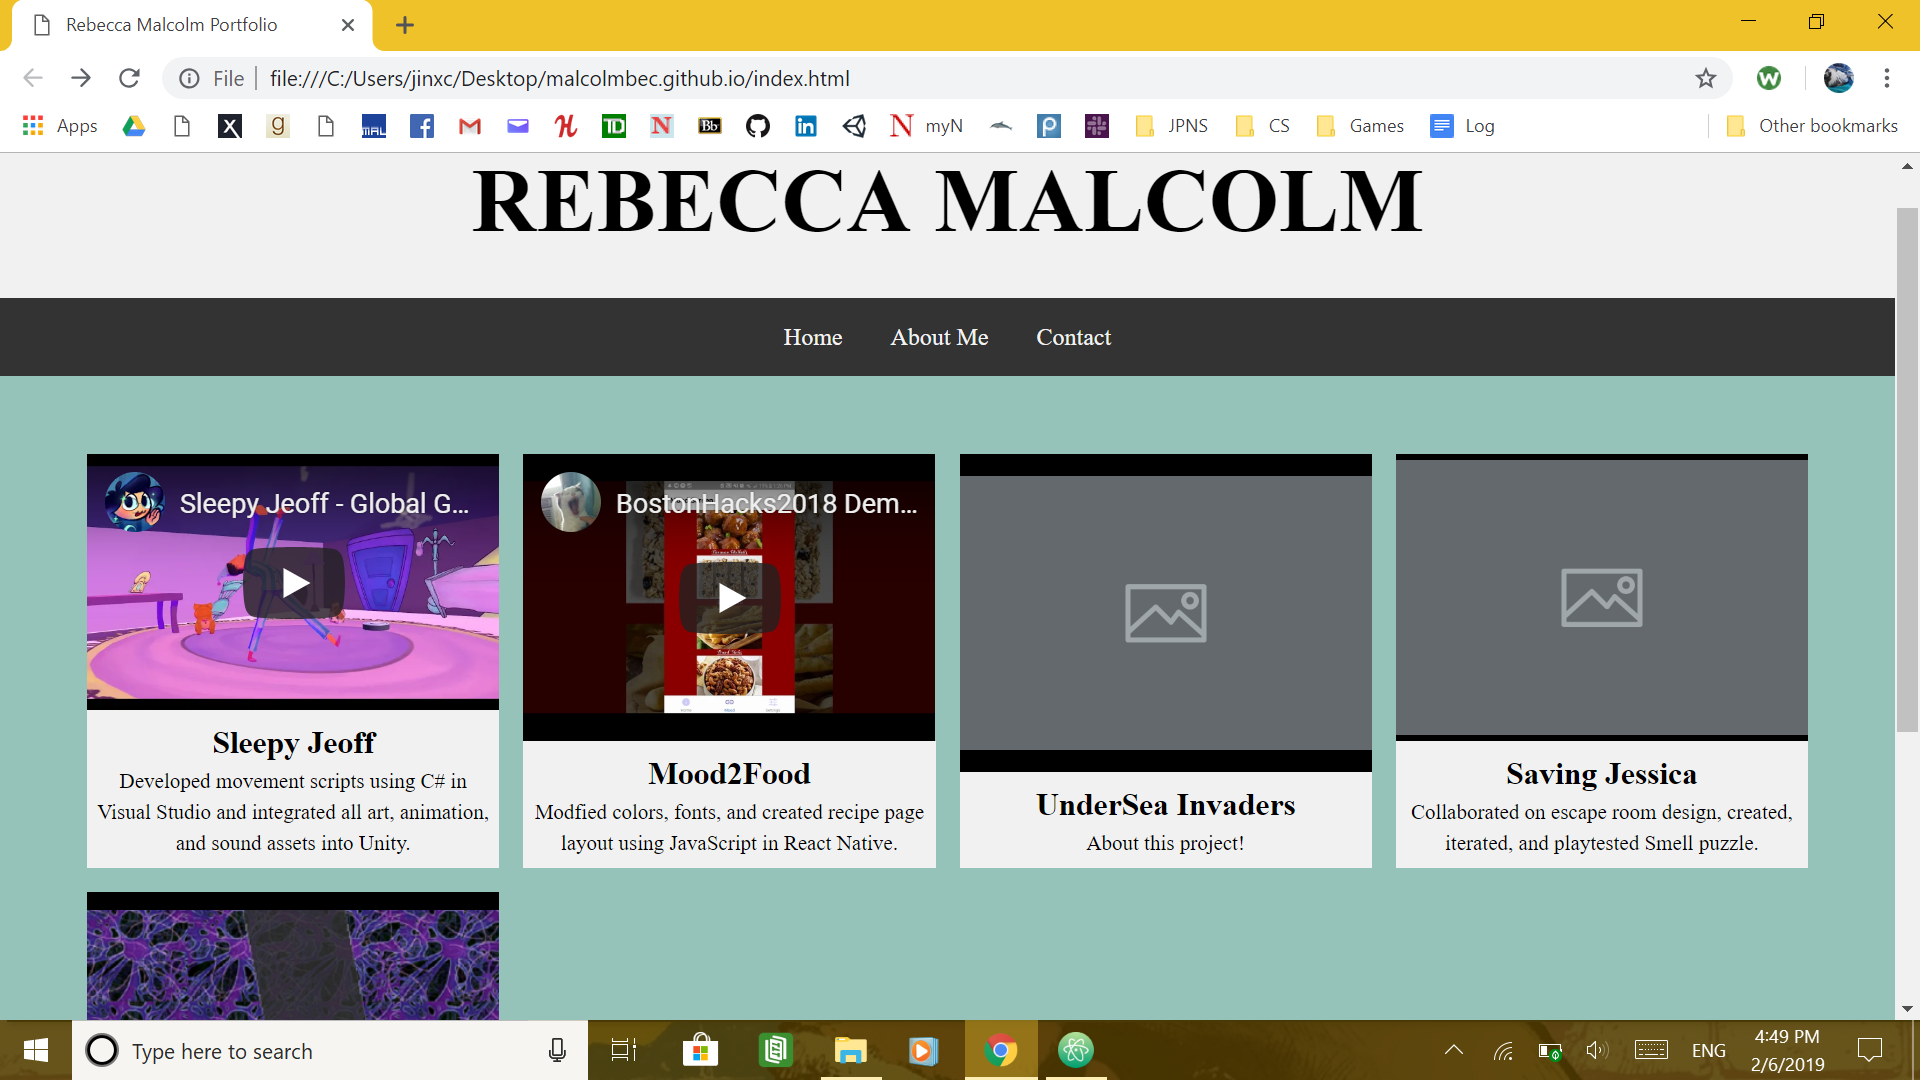 Rebecca Malcolm Portfolio
File file:///C:/Users/jinxc/Desktop/malcolmbec.github.io/index.html
Apps X g MAL TD N Bb in N myN JPNS CS Games Log Other bookmarks
REBECCA MALCOLM
Home About Me Contact
Sleepy Jeoff - Global G...
BostonHacks2018 Dem...
Sleepy Jeoff
Developed movement scripts using C# in
Visual Studio and integrated all art, animation,
and sound assets into Unity.
Mood2Food
Modfied colors, fonts, and created recipe page
layout using JavaScript in React Native.
UnderSea Invaders
About this project!
Saving Jessica
Collaborated on escape room design, created,
iterated, and playtested Smell puzzle.
Type here to search
ENG
4:49 PM
2/6/2019